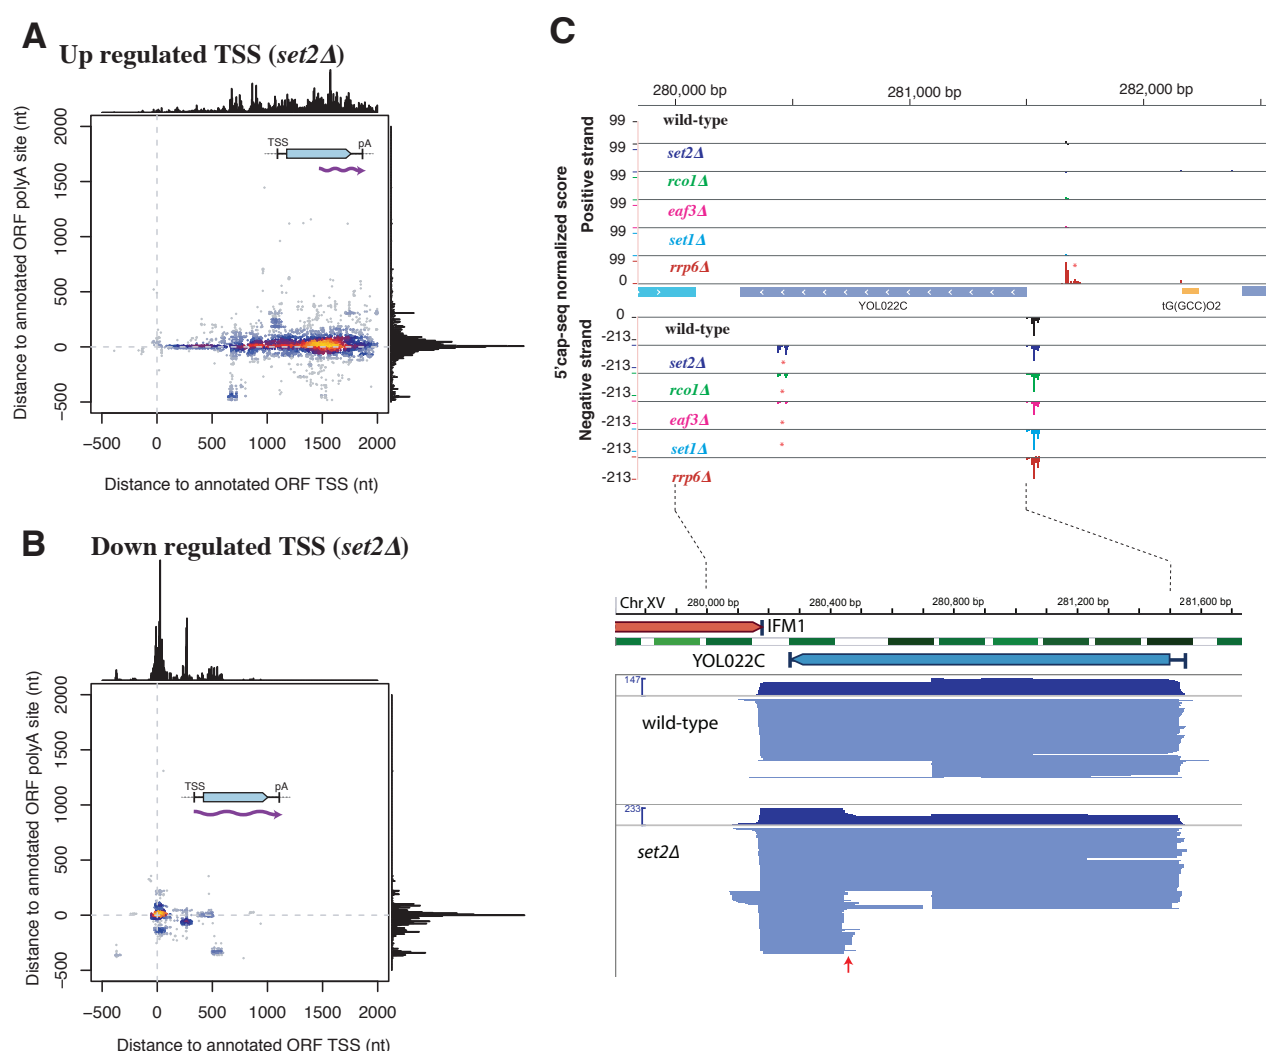 A
Up regulated TSS (set2Δ)
Distance to annotated ORF polyA site (nt)
2000
1500
1000
500
0
−500
TSS
pA
−500 0 500 1000 1500 2000
Distance to annotated ORF TSS (nt)
B
Down regulated TSS (set2Δ)
Distance to annotated ORF polyA site (nt)
2000
1500
1000
500
0
−500
TSS
pA
−500 0 500 1000 1500 2000
Distance to annotated ORF TSS (nt)
C
280,000 bp 281,000 bp 282,000 bp
5'cap-seq normalized score
Positive strand
99 wild-type
99 set2Δ
99 rco1Δ
99 eaf3Δ
99 set1Δ
99 rrp6Δ
0
YOL022C tG(GCC)O2
Negative strand
0
wild-type
-213
set2Δ
-213
rco1Δ
-213
eaf3Δ
-213
set1Δ
-213
rrp6Δ
-213
Chr XV 280,000 bp 280,400 bp 280,800 bp 281,200 bp 281,600 bp
IFM1
YOL022C
147
wild-type
233
set2Δ